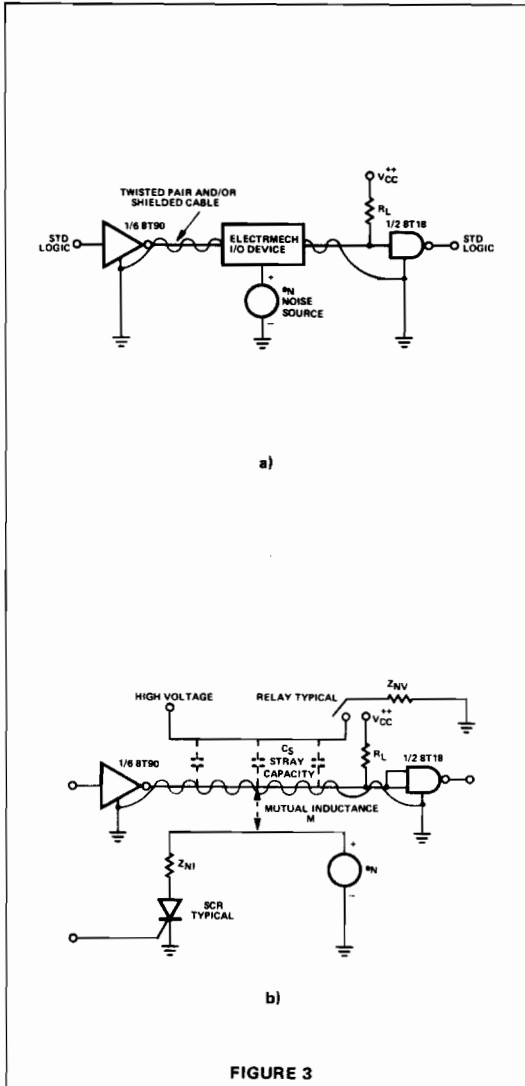 V++CC
TWISTED PAIR AND/OR
SHIELDED CABLE
1/6 8T90
RL
1/2 8T18
STD
LOGIC
ELECTRMECH
I/O DEVICE
STD
LOGIC
+
eN
NOISE
SOURCE
–
a)
HIGH VOLTAGE
RELAY TYPICAL
ZNV
V++CC
CS
STRAY
CAPACITY
RL
1/6 8T90
1/2 8T18
MUTUAL INDUCTANCE
M
ZNI
+
eN
–
SCR
TYPICAL
b)
FIGURE 3